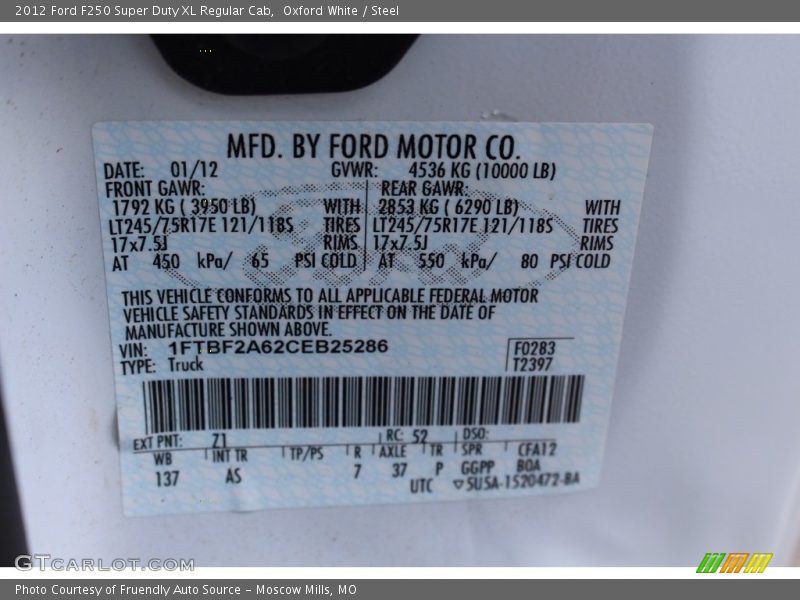 2012 Ford F250 Super Duty XL Regular Cab, Oxford White / Steel
MFD. BY FORD MOTOR CO.
DATE: 01/12 GVWR: 4536 KG (10000 LB)
FRONT GAWR: REAR GAWR:
1792 KG ( 3950 LB) WITH 2853 KG ( 6290 LB) WITH
LT245/75R17E 121/118S TIRES LT245/75R17E 121/118S TIRES
17x7.5J RIMS 17x7.5J RIMS
AT 450 kPa/ 65 PSI COLD AT 550 kPa/ 80 PSI COLD
THIS VEHICLE CONFORMS TO ALL APPLICABLE FEDERAL MOTOR
VEHICLE SAFETY STANDARDS IN EFFECT ON THE DATE OF
MANUFACTURE SHOWN ABOVE.
VIN: 1FTBF2A62CEB25286 F0283
TYPE: Truck T2397
EXT PNT: Z1 RC: 52 DSO:
WB INT TR TP/PS R AXLE TR SPR CFA12
137 AS 7 37 P GGPP BOA
UTC ▽SU5A-1520472-BA
GTCARLOT.COM
Photo Courtesy of Fruendly Auto Source – Moscow Mills, MO